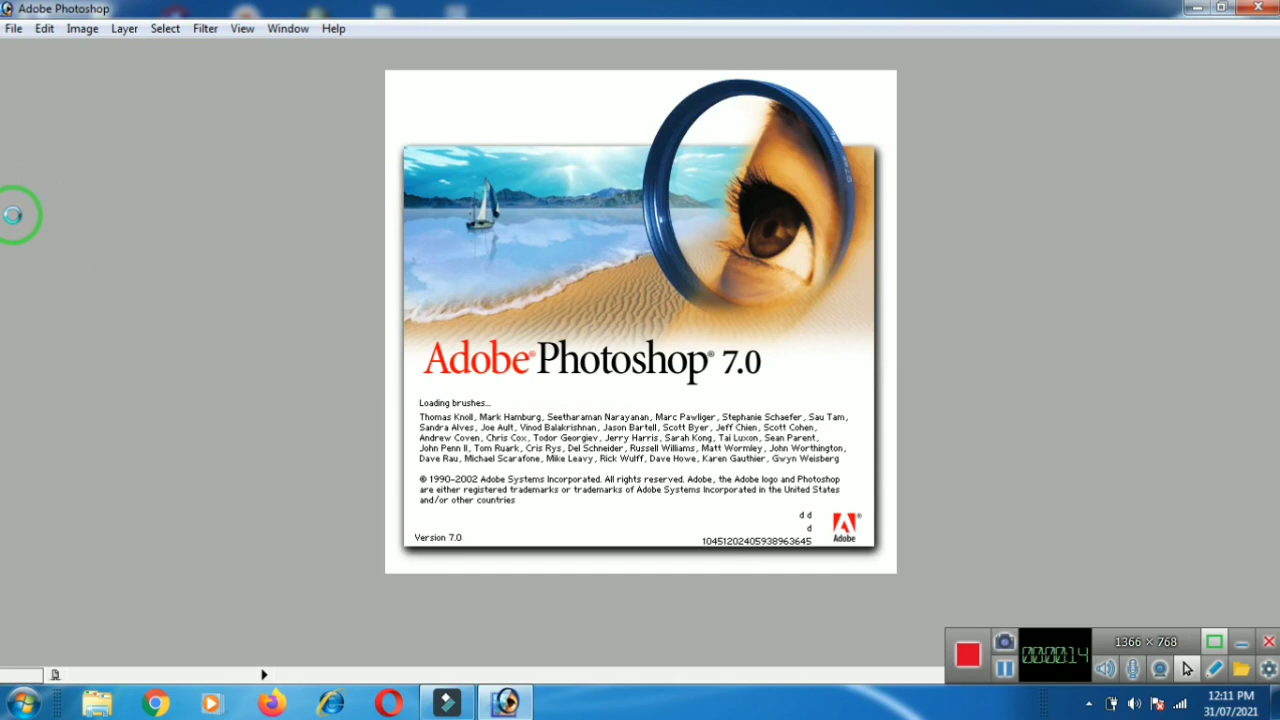 Adobe Photoshop
File Edit Image Layer Select Filter View Window Help
Adobe® Photoshop® 7.0
Loading brushes...
Thomas Knoll, Mark Hamburg, Seetharaman Narayanan, Marc Pawliger, Stephanie Schaefer, Sau Tam,
Sandra Alves, Joe Ault, Vinod Balakrishnan, Jason Bartell, Scott Byer, Jeff Chien, Scott Cohen,
Andrew Coven, Chris Cox, Todor Georgiev, Jerry Harris, Sarah Kong, Tai Luxon, Sean Parent,
John Penn II, Tom Ruark, Cris Rys, Del Schneider, Russell Williams, Matt Wormley, John Worthington,
Dave Rau, Michael Scarafone, Mike Leavy, Rick Wulff, Dave Howe, Karen Gauthier, Gwyn Weisberg
© 1990-2002 Adobe Systems Incorporated. All rights reserved. Adobe, the Adobe logo and Photoshop
are either registered trademarks or trademarks of Adobe Systems Incorporated in the United States
and/or other countries
d d
d
Version 7.0
10451202405938963645
Adobe
1366 × 768
000014
12:11 PM
31/07/2021